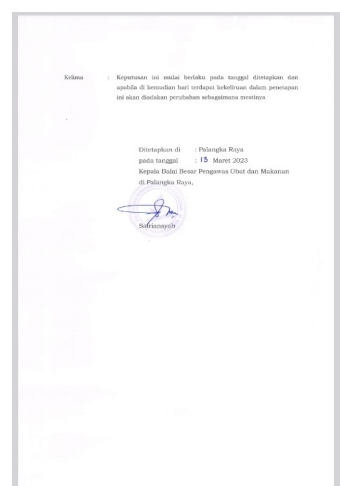 Kelima : Keputusan ini mulai berlaku pada tanggal ditetapkan dan
apabila di kemudian hari terdapat kekeliruan dalam penetapan
ini akan diadakan perubahan sebagaimana mestinya
Ditetapkan di : Palangka Raya
pada tanggal : 13 Maret 2023
Kepala Balai Besar Pengawas Obat dan Makanan
di Palangka Raya,
Safriansyah